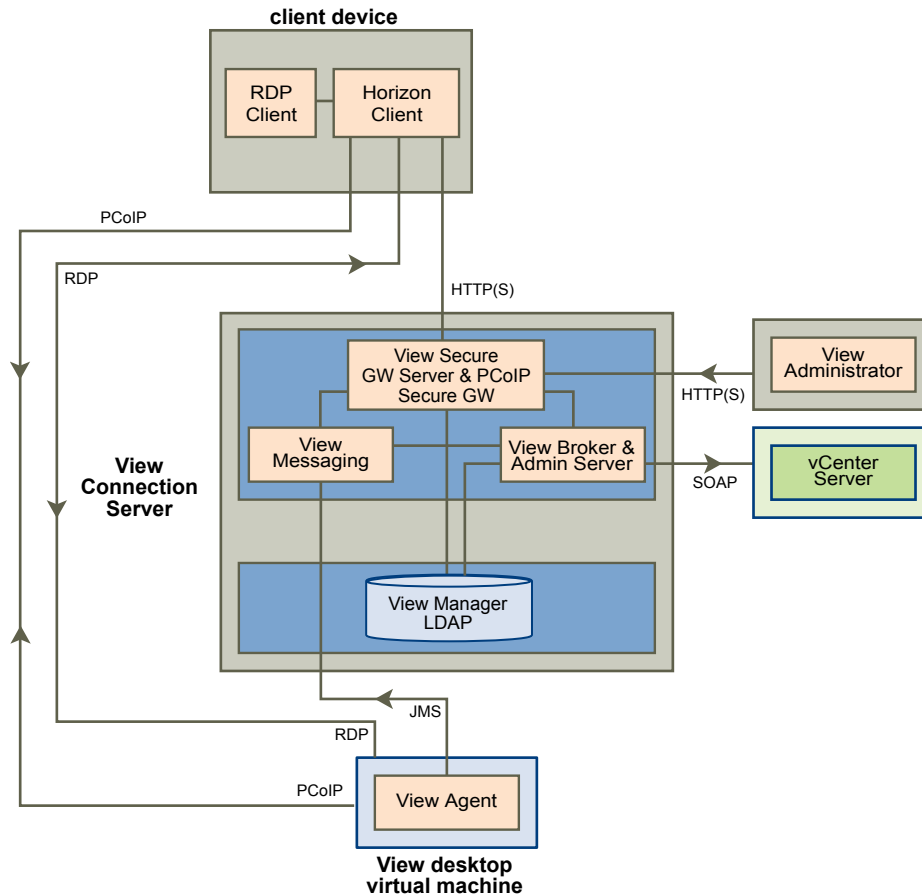 client device
RDP
Client
Horizon
Client
PCoIP
RDP
HTTP(S)
View Secure
GW Server & PCoIP
Secure GW
View
Administrator
HTTP(S)
View
Messaging
View Broker &
Admin Server
vCenter
Server
SOAP
View
Connection
Server
View Manager
LDAP
JMS
RDP
PCoIP
View Agent
View desktop
virtual machine